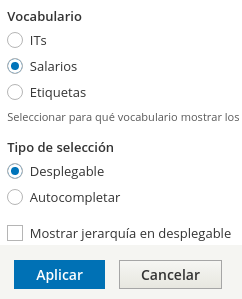 Vocabulario
ITs
Salarios
Etiquetas
Seleccionar para qué vocabulario mostrar los
Tipo de selección
Desplegable
Autocompletar
Mostrar jerarquía en desplegable
Aplicar
Cancelar